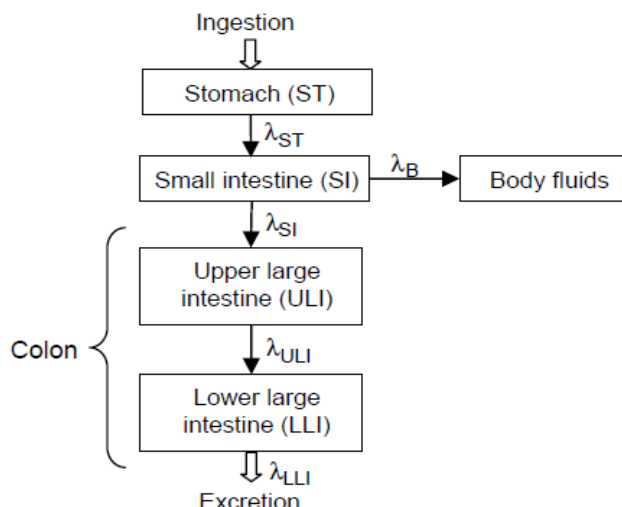 Ingestion
Stomach (ST)
λST
Small intestine (SI)
λB
Body fluids
λSI
Upper large
intestine (ULI)
Colon
λULI
Lower large
intestine (LLI)
λLLI
Excretion